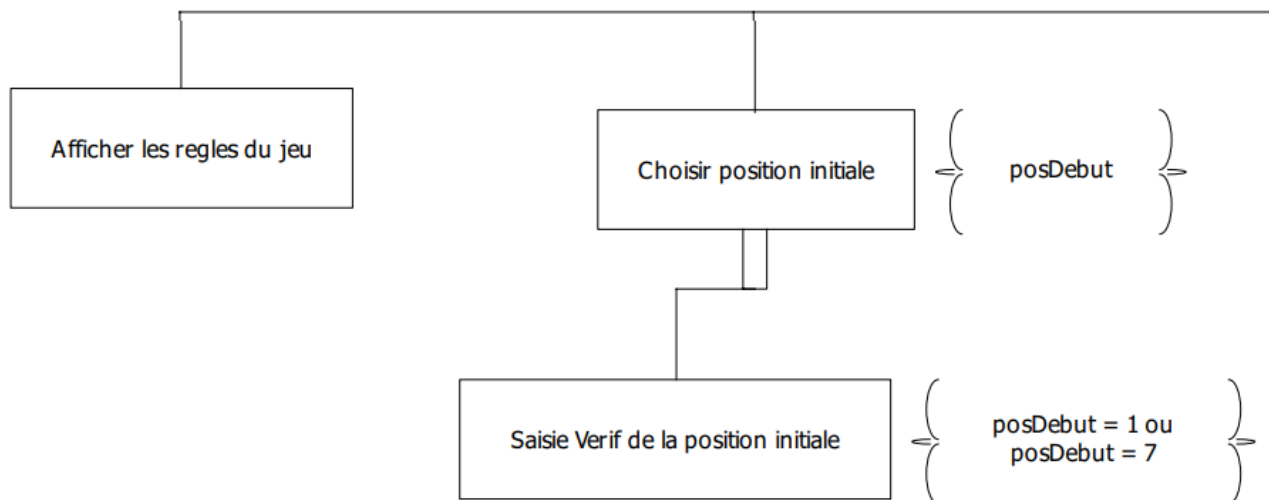 Afficher les regles du jeu
Choisir position initiale
posDebut
Saisie Verif de la position initiale
posDebut = 1 ou
posDebut = 7